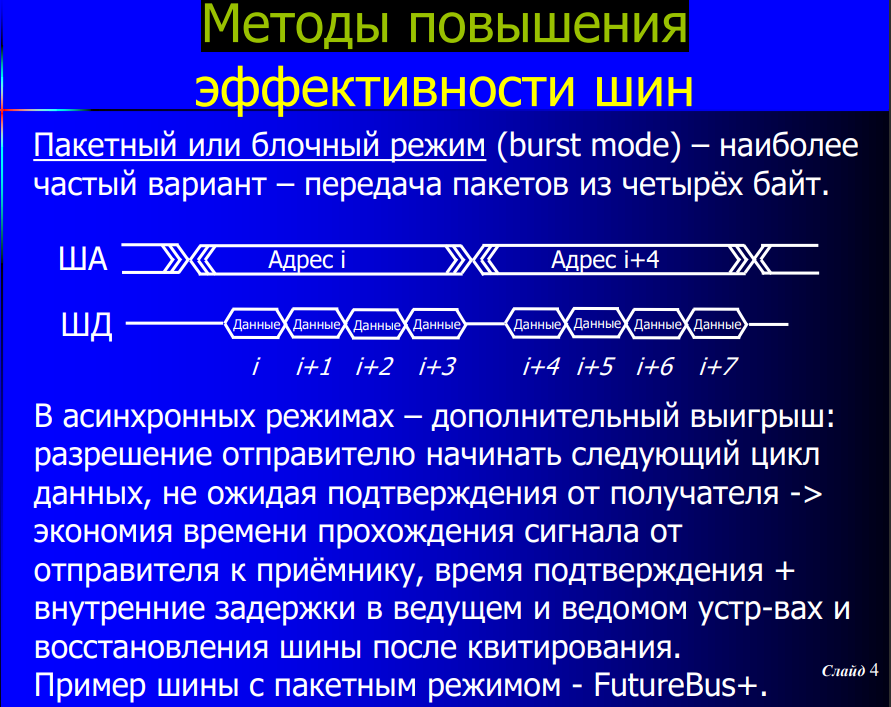 Методы повышения
эффективности шин
Пакетный или блочный режим (burst mode) – наиболее
частый вариант – передача пакетов из четырёх байт.
ША Адрес i Адрес i+4
ШД Данные Данные Данные Данные Данные Данные Данные Данные
i i+1 i+2 i+3 i+4 i+5 i+6 i+7
В асинхронных режимах – дополнительный выигрыш:
разрешение отправителю начинать следующий цикл
данных, не ожидая подтверждения от получателя ->
экономия времени прохождения сигнала от
отправителя к приёмнику, время подтверждения +
внутренние задержки в ведущем и ведомом устр-вах и
восстановления шины после квитирования.
Пример шины с пакетным режимом - FutureBus+.
Слайд 4